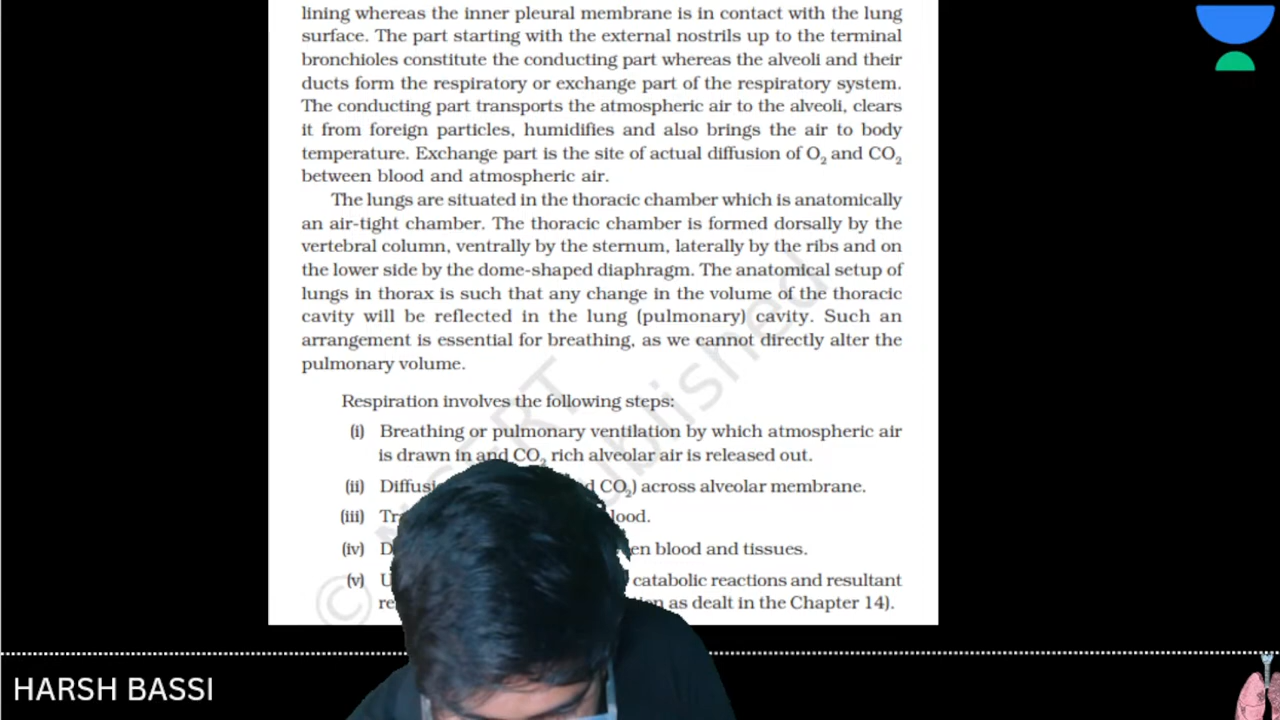 lining whereas the inner pleural membrane is in contact with the lung
surface. The part starting with the external nostrils up to the terminal
bronchioles constitute the conducting part whereas the alveoli and their
ducts form the respiratory or exchange part of the respiratory system.
The conducting part transports the atmospheric air to the alveoli, clears
it from foreign particles, humidifies and also brings the air to body
temperature. Exchange part is the site of actual diffusion of O₂ and CO₂
between blood and atmospheric air.
The lungs are situated in the thoracic chamber which is anatomically
an air-tight chamber. The thoracic chamber is formed dorsally by the
vertebral column, ventrally by the sternum, laterally by the ribs and on
the lower side by the dome-shaped diaphragm. The anatomical setup of
lungs in thorax is such that any change in the volume of the thoracic
cavity will be reflected in the lung (pulmonary) cavity. Such an
arrangement is essential for breathing, as we cannot directly alter the
pulmonary volume.
Respiration involves the following steps:
(i) Breathing or pulmonary ventilation by which atmospheric air
is drawn in and CO₂ rich alveolar air is released out.
(ii) CO₂) across alveolar membrane.
(iii)
(iv) blood and tissues.
(v) catabolic reactions and resultant
as dealt in the Chapter 14).
© NCERT
published
HARSH BASSI